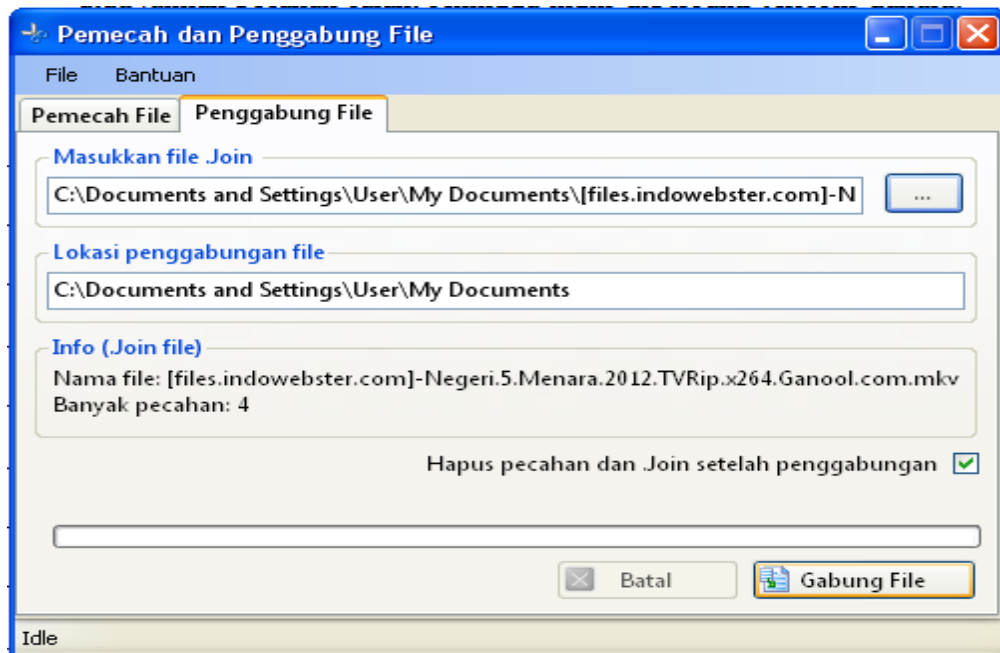 Pemecah dan Penggabung File
File Bantuan
Pemecah File Penggabung File
Masukkan file .Join
C:\Documents and Settings\User\My Documents\[files.indowebster.com]-N
...
Lokasi penggabungan file
C:\Documents and Settings\User\My Documents
Info (.Join file)
Nama file: [files.indowebster.com]-Negeri.5.Menara.2012.TVRip.x264.Ganool.com.mkv
Banyak pecahan: 4
Hapus pecahan dan .Join setelah penggabungan
Batal Gabung File
Idle